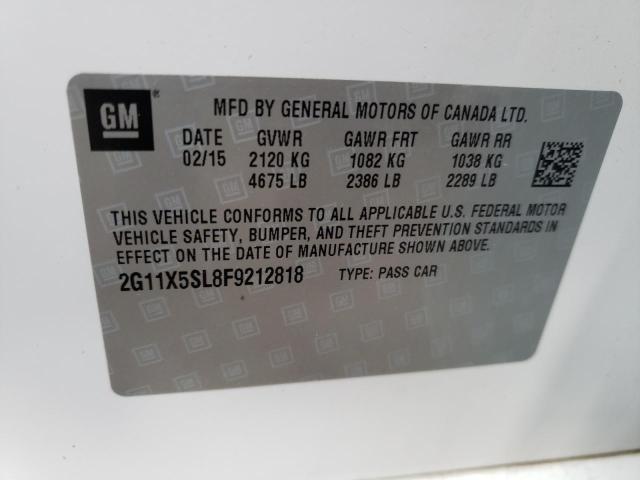 GM
MFD BY GENERAL MOTORS OF CANADA LTD.
DATE GVWR GAWR FRT GAWR RR
02/15 2120 KG 1082 KG 1038 KG
4675 LB 2386 LB 2289 LB
THIS VEHICLE CONFORMS TO ALL APPLICABLE U.S. FEDERAL MOTOR
VEHICLE SAFETY, BUMPER, AND THEFT PREVENTION STANDARDS IN
EFFECT ON THE DATE OF MANUFACTURE SHOWN ABOVE.
2G11X5SL8F9212818 TYPE: PASS CAR